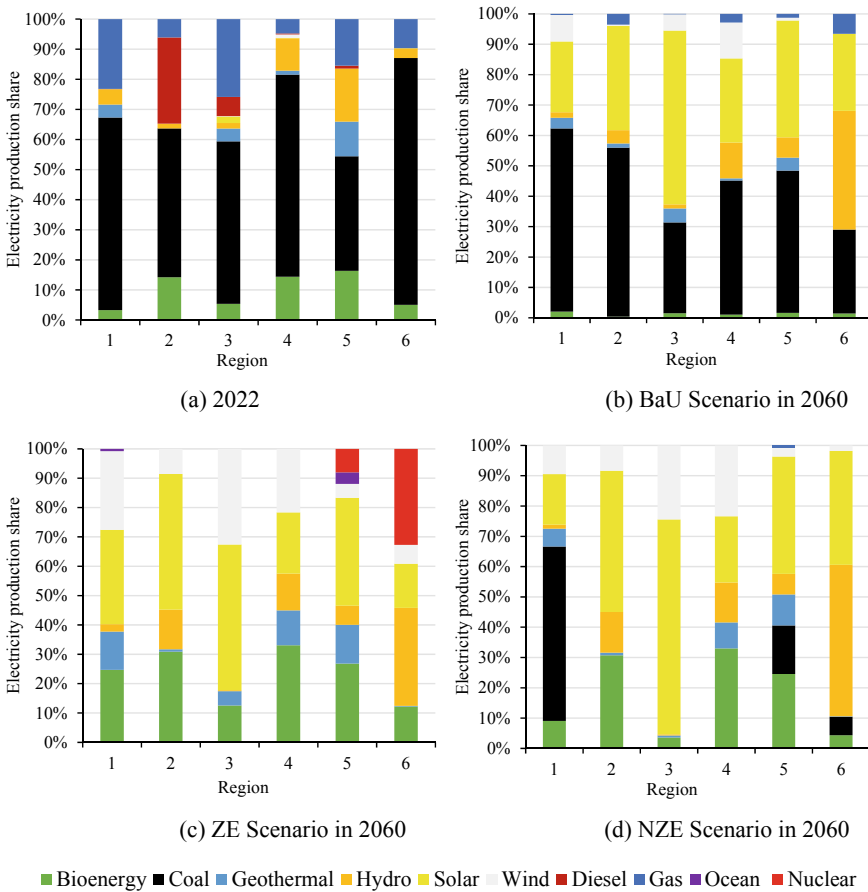 Electricity production share
100%
90%
80%
70%
60%
50%
40%
30%
20%
10%
0%
1 2 3 4 5 6
Region
(a) 2022
Electricity production share
100%
90%
80%
70%
60%
50%
40%
30%
20%
10%
0%
1 2 3 4 5 6
Region
(b) BaU Scenario in 2060
Electricity production share
100%
90%
80%
70%
60%
50%
40%
30%
20%
10%
0%
1 2 3 4 5 6
Region
(c) ZE Scenario in 2060
Electricity production share
100%
90%
80%
70%
60%
50%
40%
30%
20%
10%
0%
1 2 3 4 5 6
Region
(d) NZE Scenario in 2060
Bioenergy Coal Geothermal Hydro Solar Wind Diesel Gas Ocean Nuclear